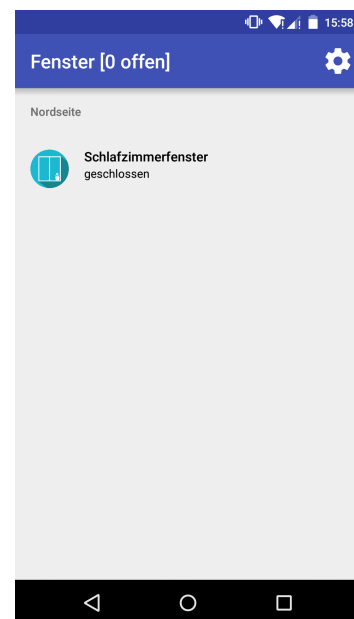 15:58
Fenster [0 offen]
Nordseite
Schlafzimmerfenster
geschlossen